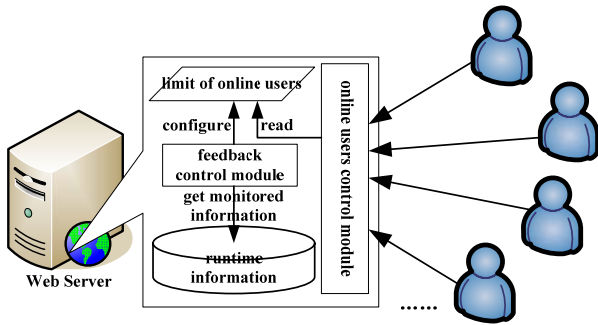 limit of online users
configure
read
feedback
control module
get monitored
information
runtime
information
online users control module
Web Server
......